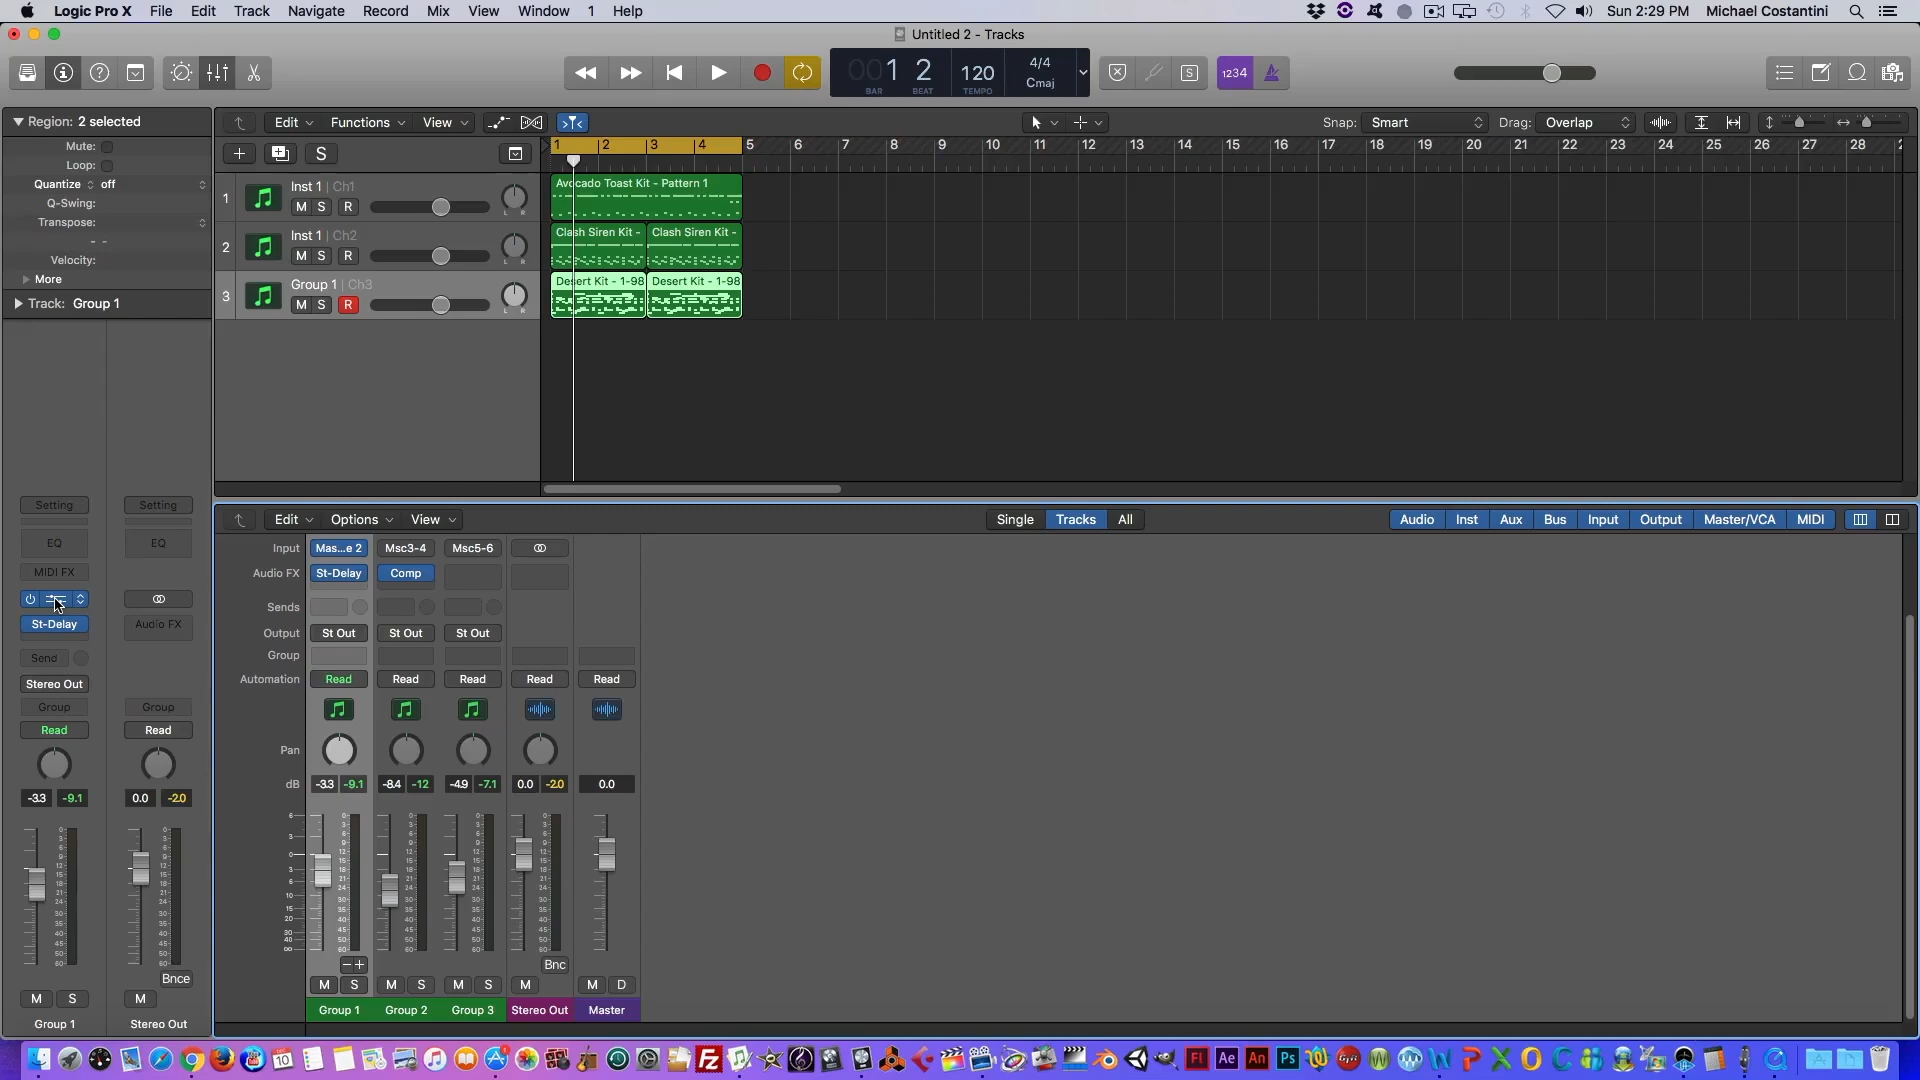 Logic Pro X File Edit Track Navigate Record Mix View Window 1 Help Sun 2:29 PM Michael Costantini
Untitled 2 - Tracks
001 2 120 4/4 Cmaj
BAR BEAT TEMPO
1234
S
Region: 2 selected
Edit Functions View
Snap: Smart
Drag: Overlap
Mute:
Loop:
Quantize off
Q-Swing:
Transpose:
- -
Velocity:
More
Track: Group 1
S
1 2 3 4 5 6 7 8 9 10 11 12 13 14 15 16 17 18 19 20 21 22 23 24 25 26 27 28
1 Inst 1 | Ch1
M S R
L R
Avocado Toast Kit - Pattern 1
2 Inst 1 | Ch2
M S R
L R
Clash Siren Kit - Clash Siren Kit -
3 Group 1 | Ch3
M S R
L R
Desert Kit - 1-98 Desert Kit - 1-98
Setting Setting
EQ EQ
MIDI FX
St-Delay Audio FX
Send
Stereo Out
Group Group
Read Read
-3.3 -9.1 0.0 -2.0
Bnce
M S M
Group 1 Stereo Out
Edit Options View Single Tracks All Audio Inst Aux Bus Input Output Master/VCA MIDI
Input Mas...e 2 Msc3-4 Msc5-6
Audio FX St-Delay Comp
Sends
Output St Out St Out St Out
Group
Automation Read Read Read Read Read
Pan
dB -3.3 -9.1 -8.4 -12 -4.9 -7.1 0.0 -2.0 0.0
Bnc
M S M S M S M M D
Group 1 Group 2 Group 3 Stereo Out Master